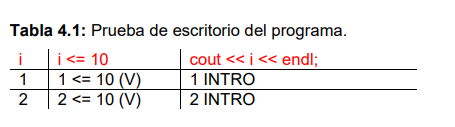 Tabla 4.1: Prueba de escritorio del programa.
i i <= 10 cout << i << endl;
1 1 <= 10 (V) 1 INTRO
2 2 <= 10 (V) 2 INTRO